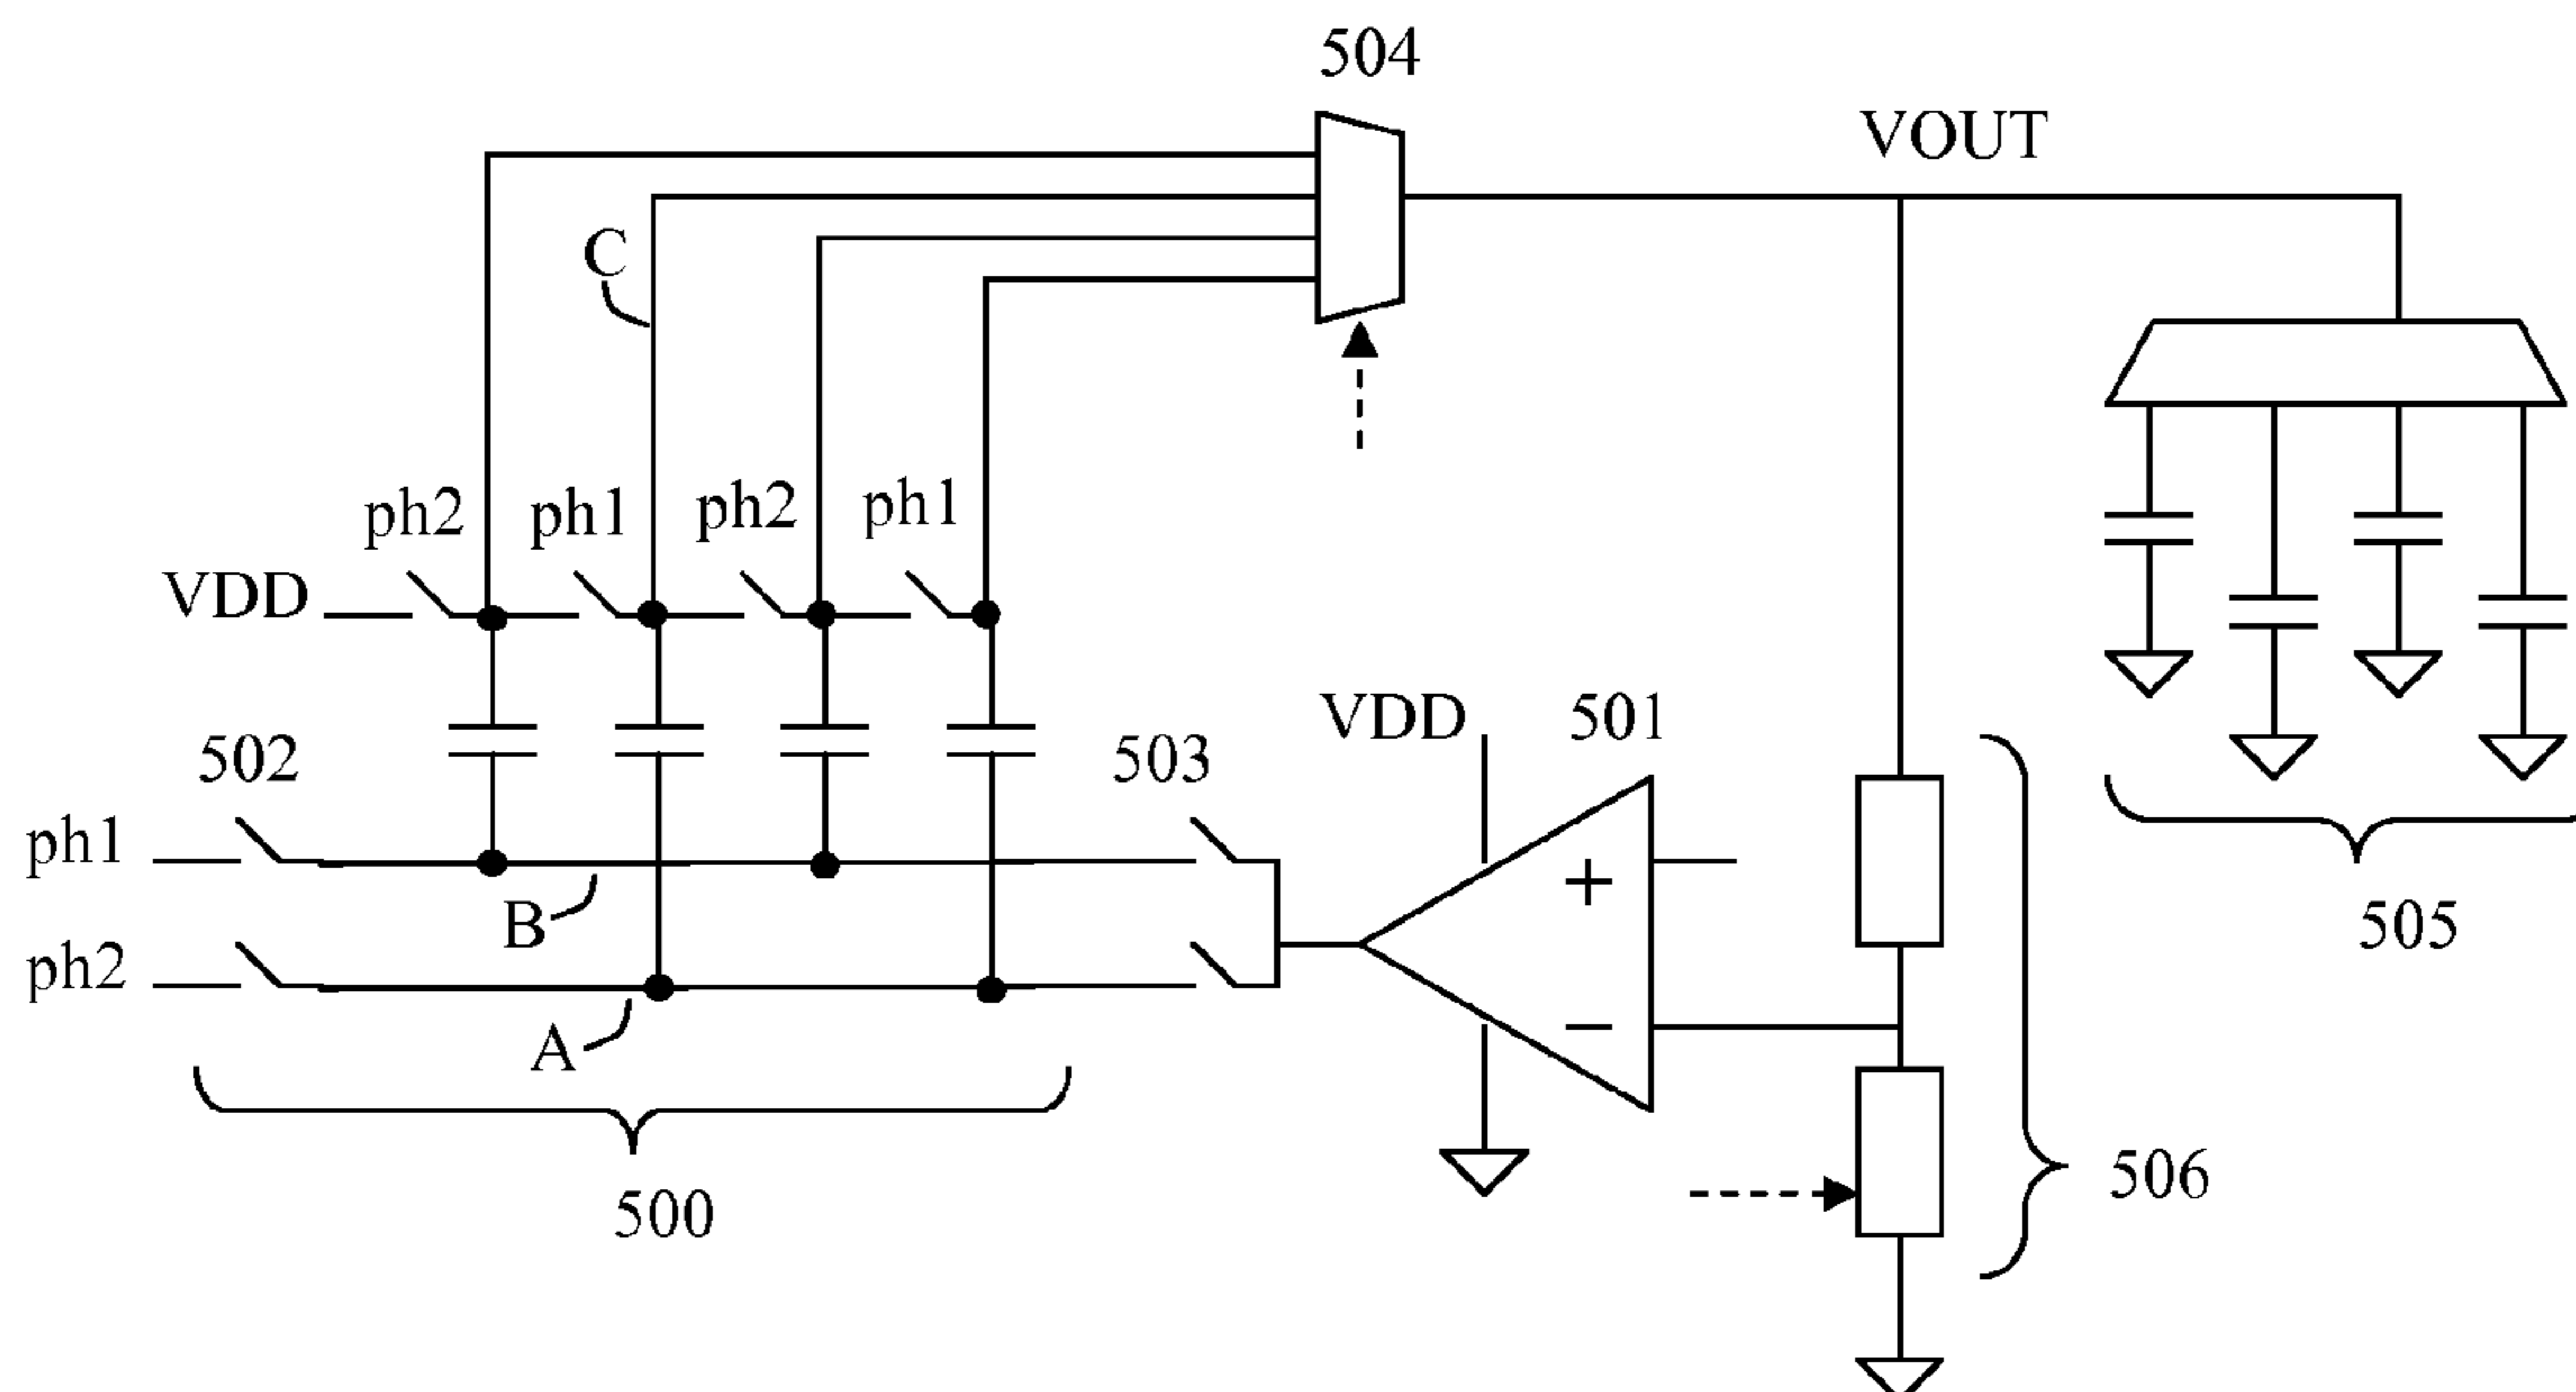 504
VOUT
C
ph2 ph1 ph2 ph1
VDD
VDD 501
502 503
+
ph1
B
505
ph2
−
A
506
500